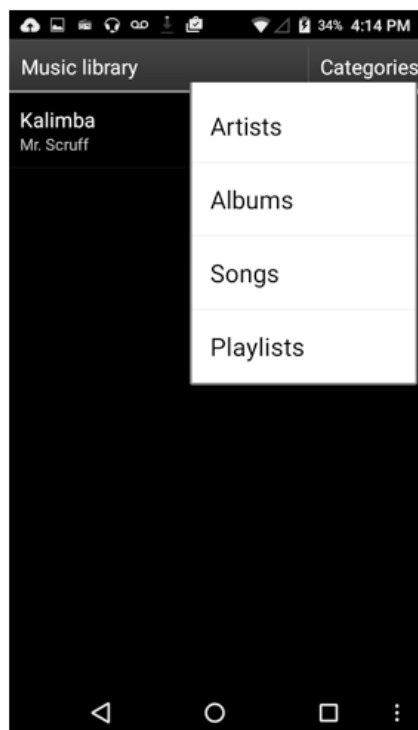 34% 4:14 PM
Music library
Categories
Kalimba
Mr. Scruff
Artists
Albums
Songs
Playlists